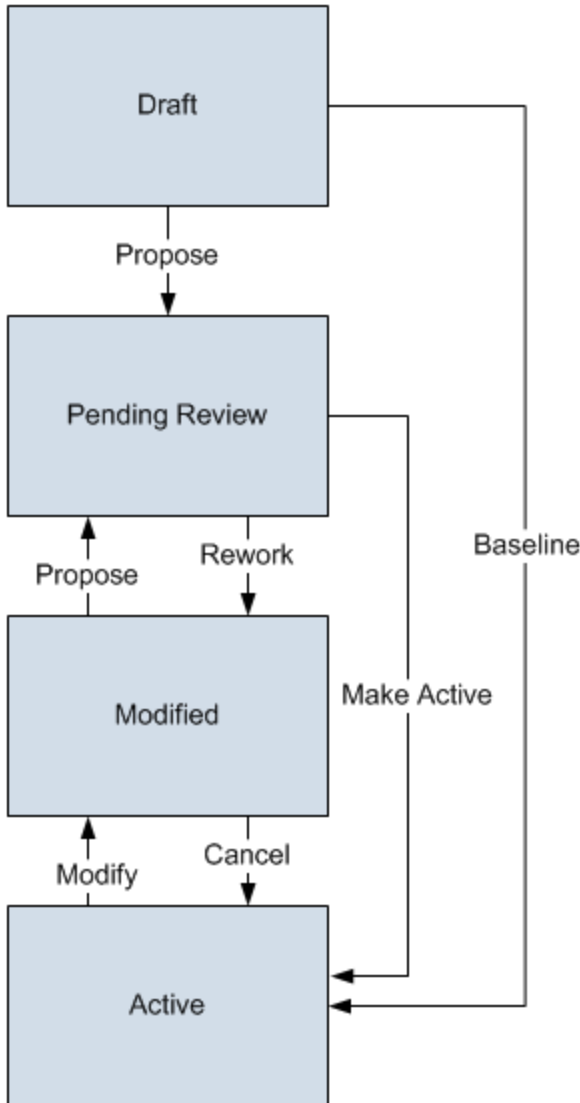 Draft
Propose
Pending Review
Rework
Baseline
Propose
Make Active
Modified
Cancel
Modify
Active